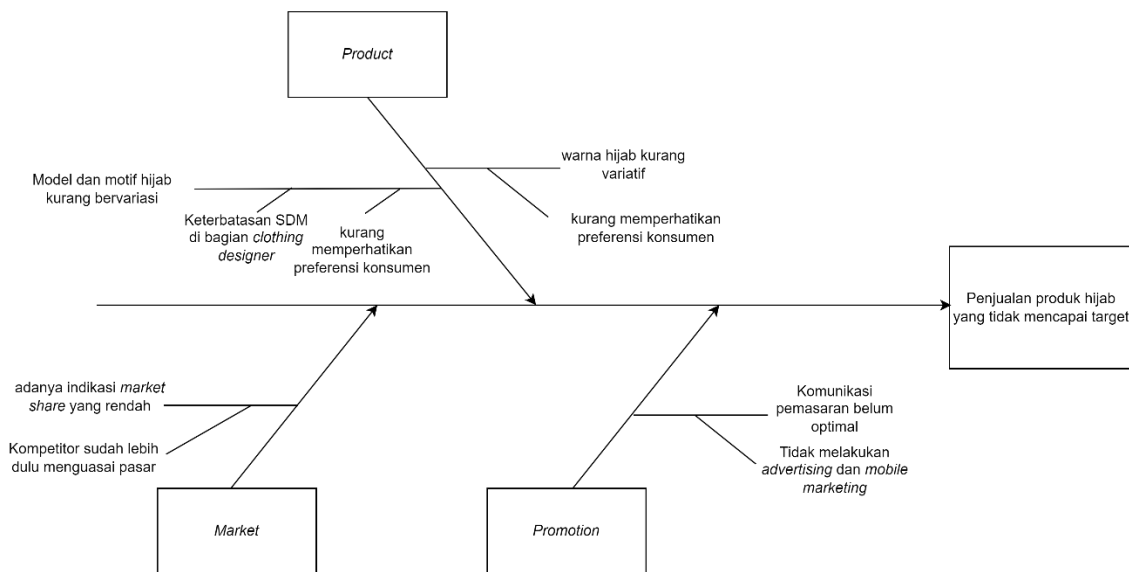 Product
warna hijab kurang
variatif
Model dan motif hijab
kurang bervariasi
Keterbatasan SDM
di bagian clothing
designer
kurang
memperhatikan
preferensi konsumen
kurang memperhatikan
preferensi konsumen
Penjualan produk hijab
yang tidak mencapai target
adanya indikasi market
share yang rendah
Kompetitor sudah lebih
dulu menguasai pasar
Komunikasi
pemasaran belum
optimal
Tidak melakukan
advertising dan mobile
marketing
Market
Promotion